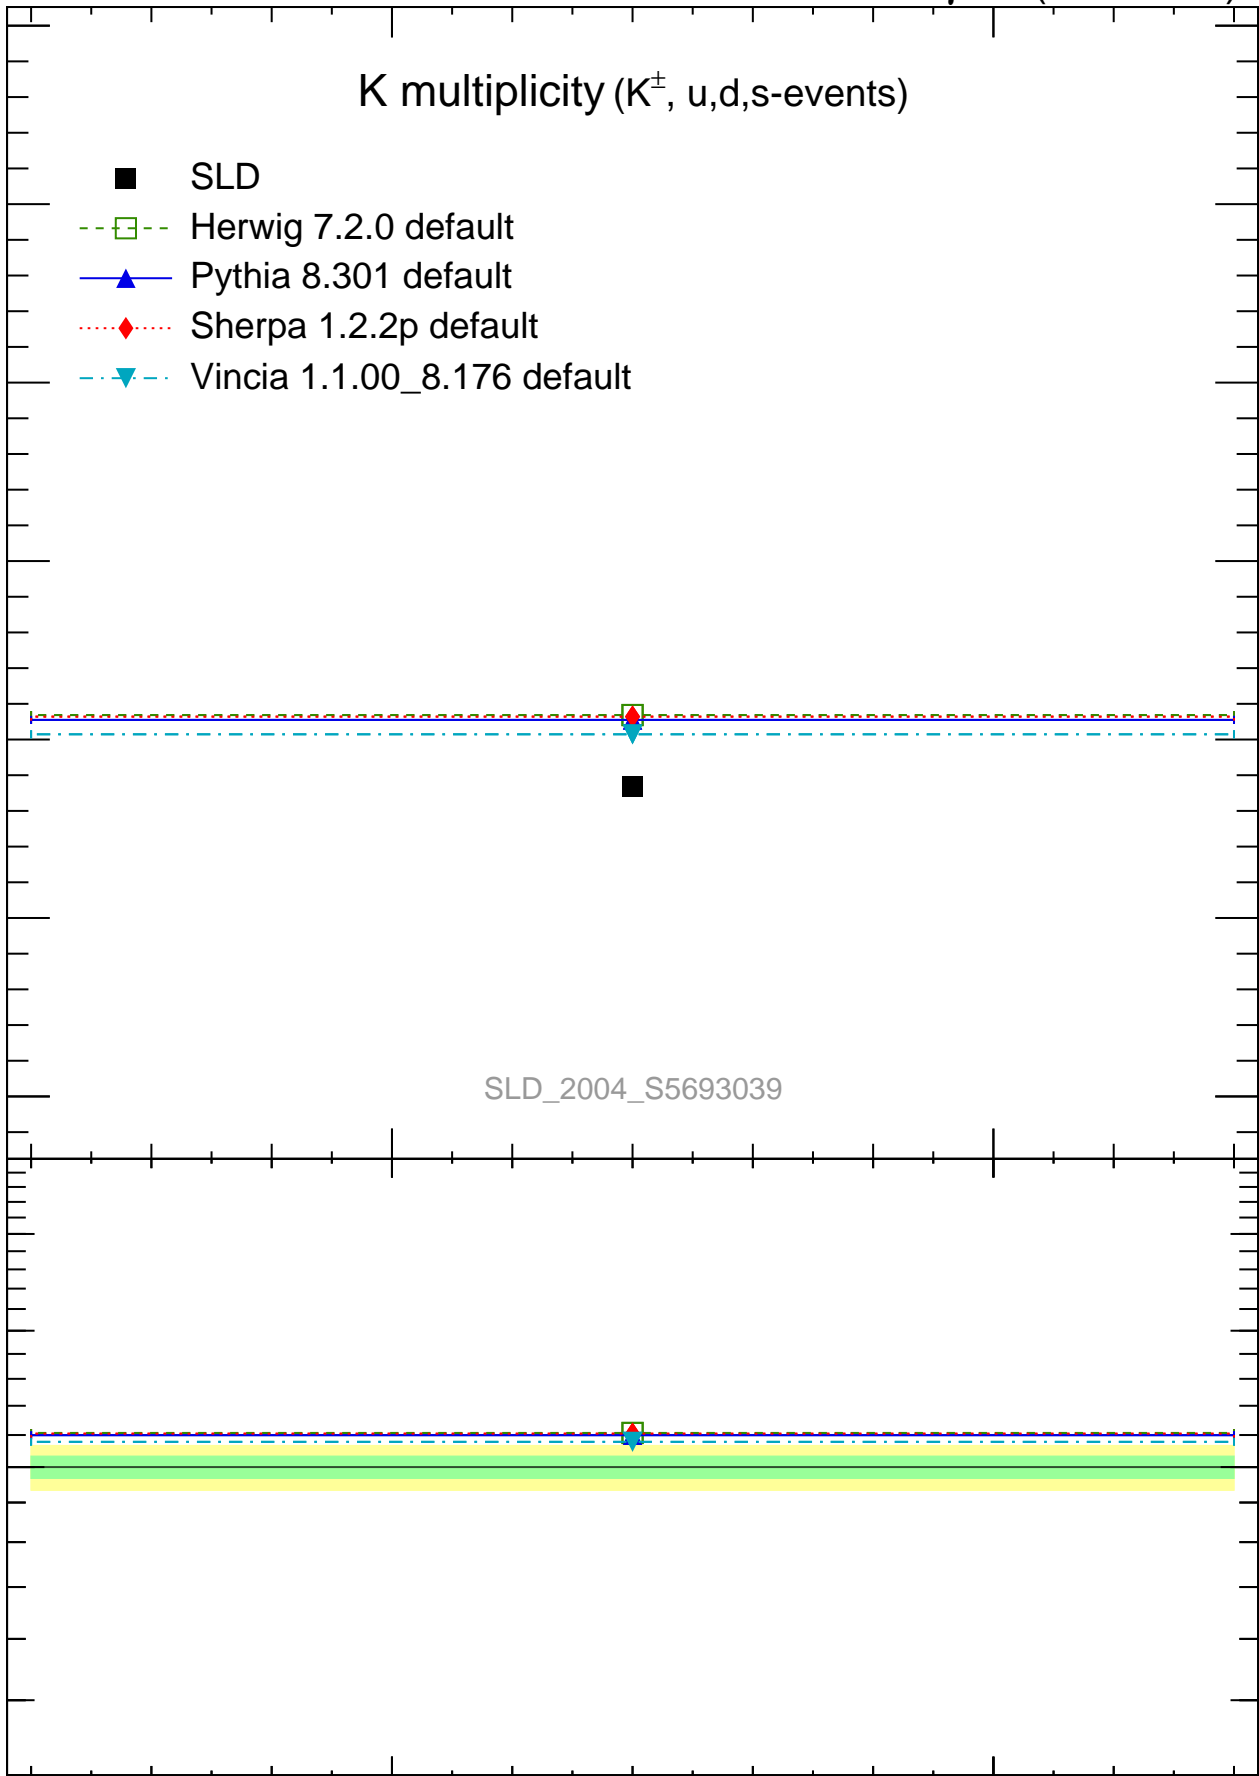 K multiplicity (K±, u,d,s-events)
SLD
Herwig 7.2.0 default
Pythia 8.301 default
Sherpa 1.2.2p default
Vincia 1.1.00_8.176 default
SLD_2004_S5693039